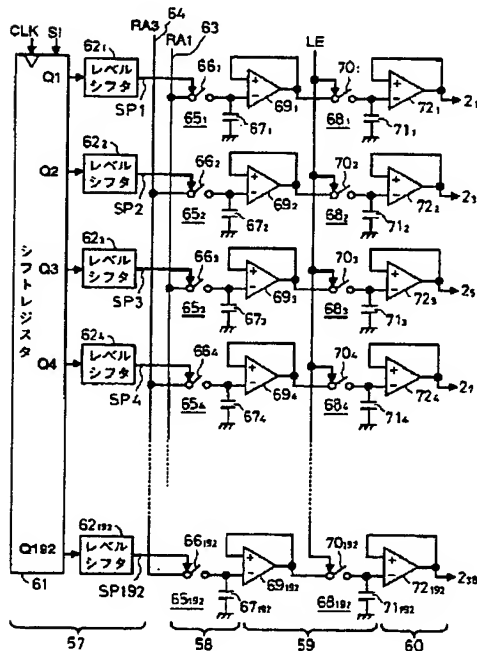 64
RA3 63
CLK SI RA1 LE
62₁
Q1 レベルシフタ 66₁ 70₁
SP1 65₁ 67₁ 69₁ 68₁ 71₁ 72₁ 2₁
62₂
Q2 レベルシフタ 66₂ 70₂
SP2 65₂ 67₂ 69₂ 68₂ 71₂ 72₂ 2₃
62₃
Q3 レベルシフタ 66₃ 70₃
SP3 65₃ 67₃ 69₃ 68₃ 71₃ 72₃ 2₅
シフトレジスタ
62₄
Q4 レベルシフタ 66₄ 70₄
SP4 65₄ 67₄ 69₄ 68₄ 71₄ 72₄ 2₇
62₁₉₂
Q192 レベルシフタ 66₁₉₂ 70₁₉₂
61 SP192 65₁₉₂ 67₁₉₂ 69₁₉₂ 68₁₉₂ 71₁₉₂ 72₁₉₂
57 58 59 60